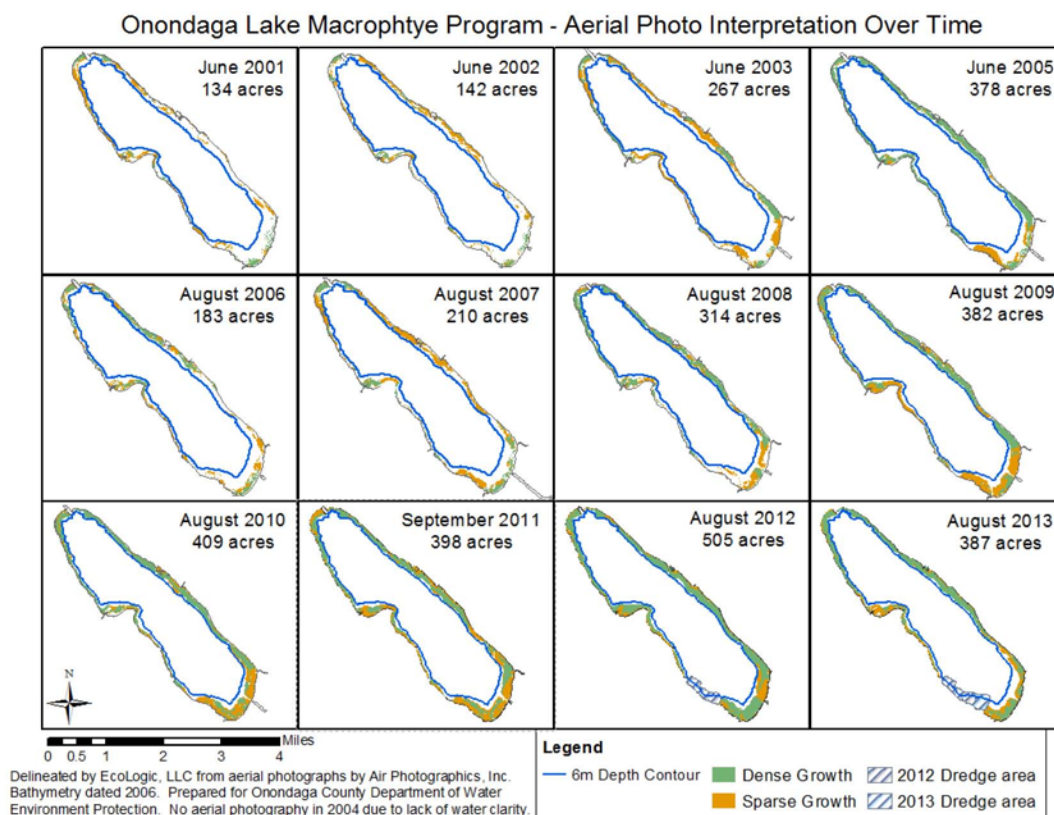 Onondaga Lake Macrophtye Program - Aerial Photo Interpretation Over Time
June 2001
134 acres
June 2002
142 acres
June 2003
267 acres
June 2005
378 acres
August 2006
183 acres
August 2007
210 acres
August 2008
314 acres
August 2009
382 acres
August 2010
409 acres
September 2011
398 acres
August 2012
505 acres
August 2013
387 acres
N
Miles
0 0.5 1 2 3 4
Delineated by EcoLogic, LLC from aerial photographs by Air Photographics, Inc.
Bathymetry dated 2006. Prepared for Onondaga County Department of Water
Environment Protection. No aerial photography in 2004 due to lack of water clarity.
Legend
6m Depth Contour
Dense Growth
Sparse Growth
2012 Dredge area
2013 Dredge area